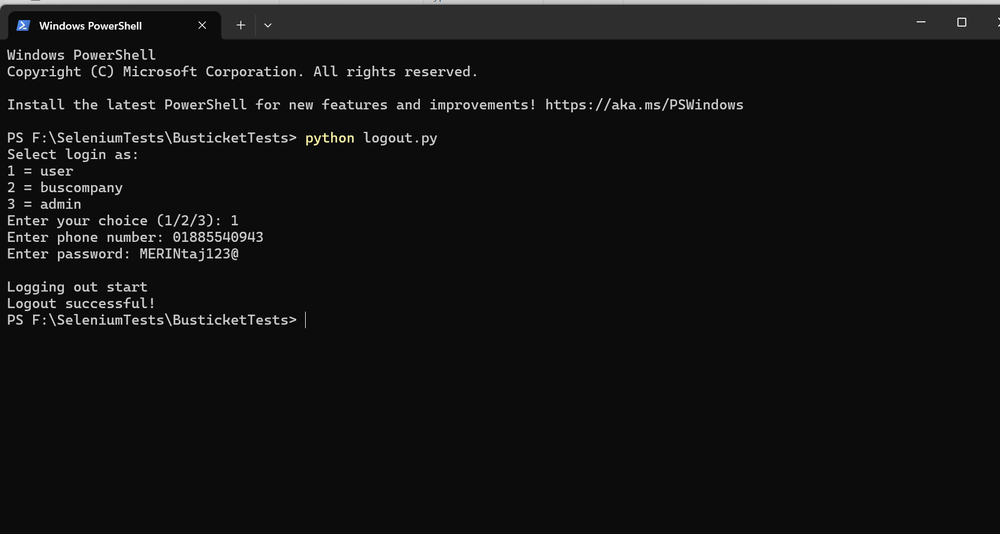 Windows PowerShell
Windows PowerShell
Copyright (C) Microsoft Corporation. All rights reserved.
Install the latest PowerShell for new features and improvements! https://aka.ms/PSWindows
PS F:\SeleniumTests\BusticketTests> python logout.py
Select login as:
1 = user
2 = buscompany
3 = admin
Enter your choice (1/2/3): 1
Enter phone number: 01885540943
Enter password: MERINtaj123@
Logging out start
Logout successful!
PS F:\SeleniumTests\BusticketTests>